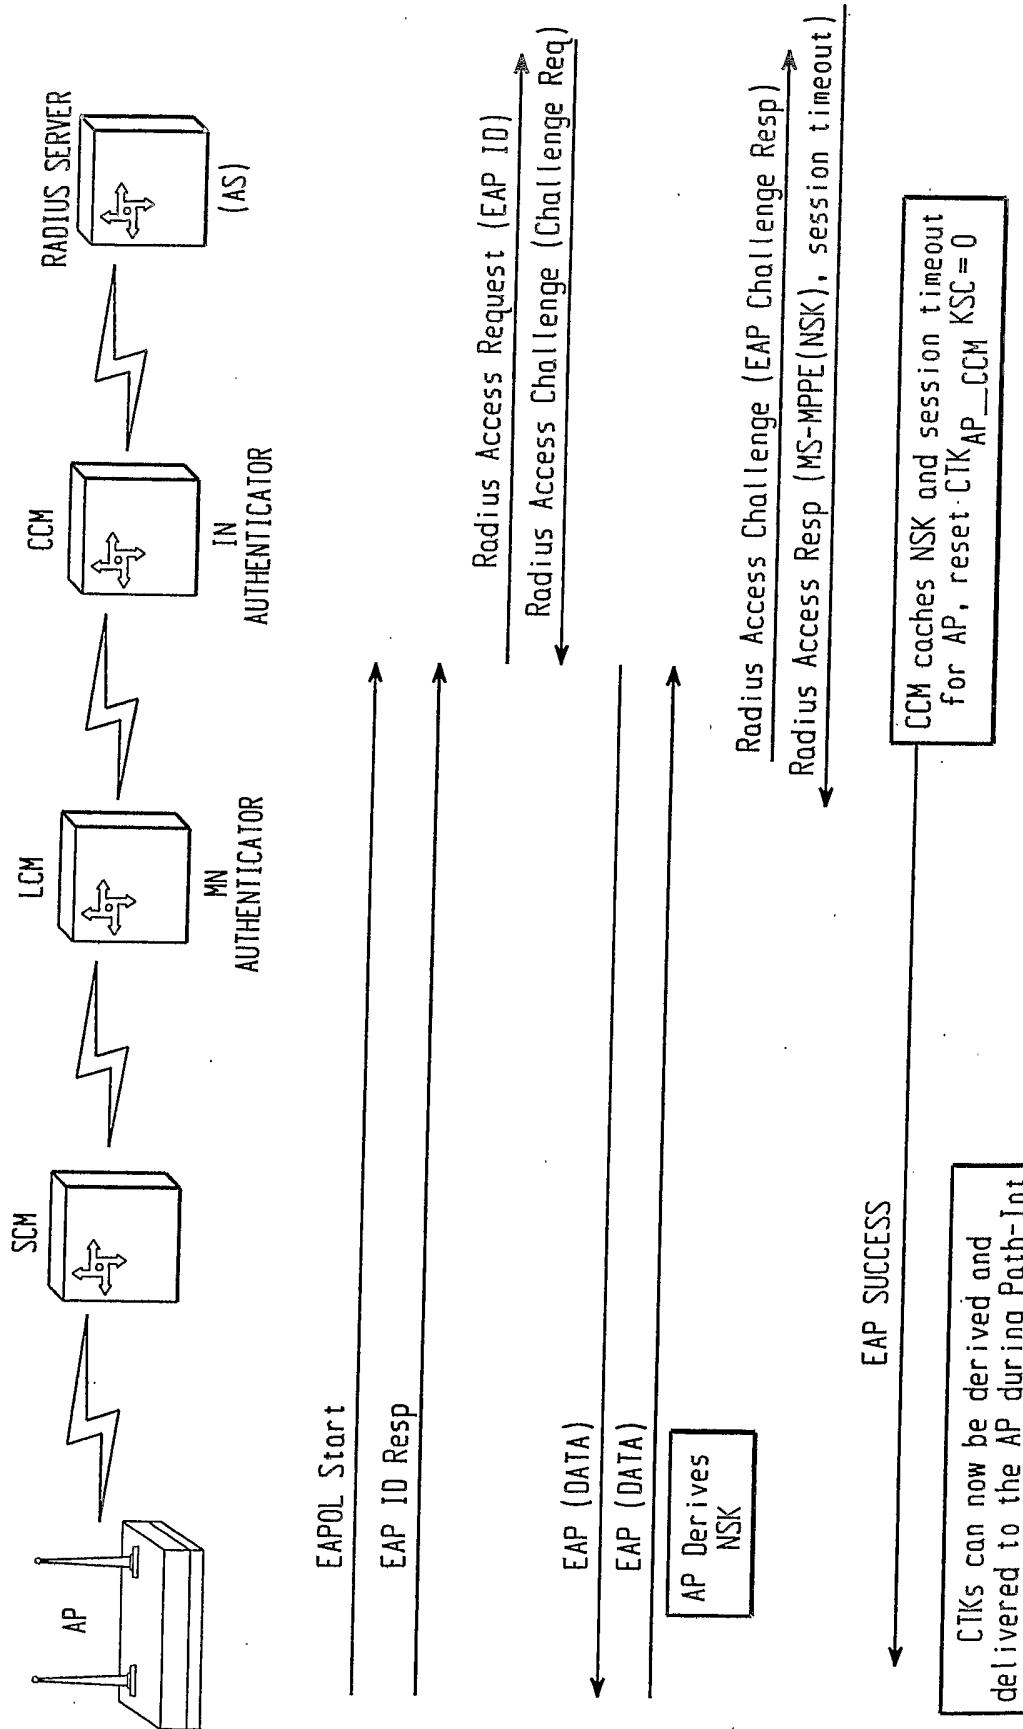 AP
SCM
LCM
CCM
RADIUS SERVER
MN
AUTHENTICATOR
IN
AUTHENTICATOR
(AS)
EAPOL Start
EAP ID Resp
Radius Access Request (EAP ID)
Radius Access Challenge (Challenge Req)
EAP (DATA)
EAP (DATA)
AP Derives
NSK
Radius Access Challenge (EAP Challenge Resp)
Radius Access Resp (MS-MPPE(NSK), session timeout)
EAP SUCCESS
CCM caches NSK and session timeout
for AP, reset CTKAP__CCM KSC=0
CTKs can now be derived and
delivered to the AP during Path-Int